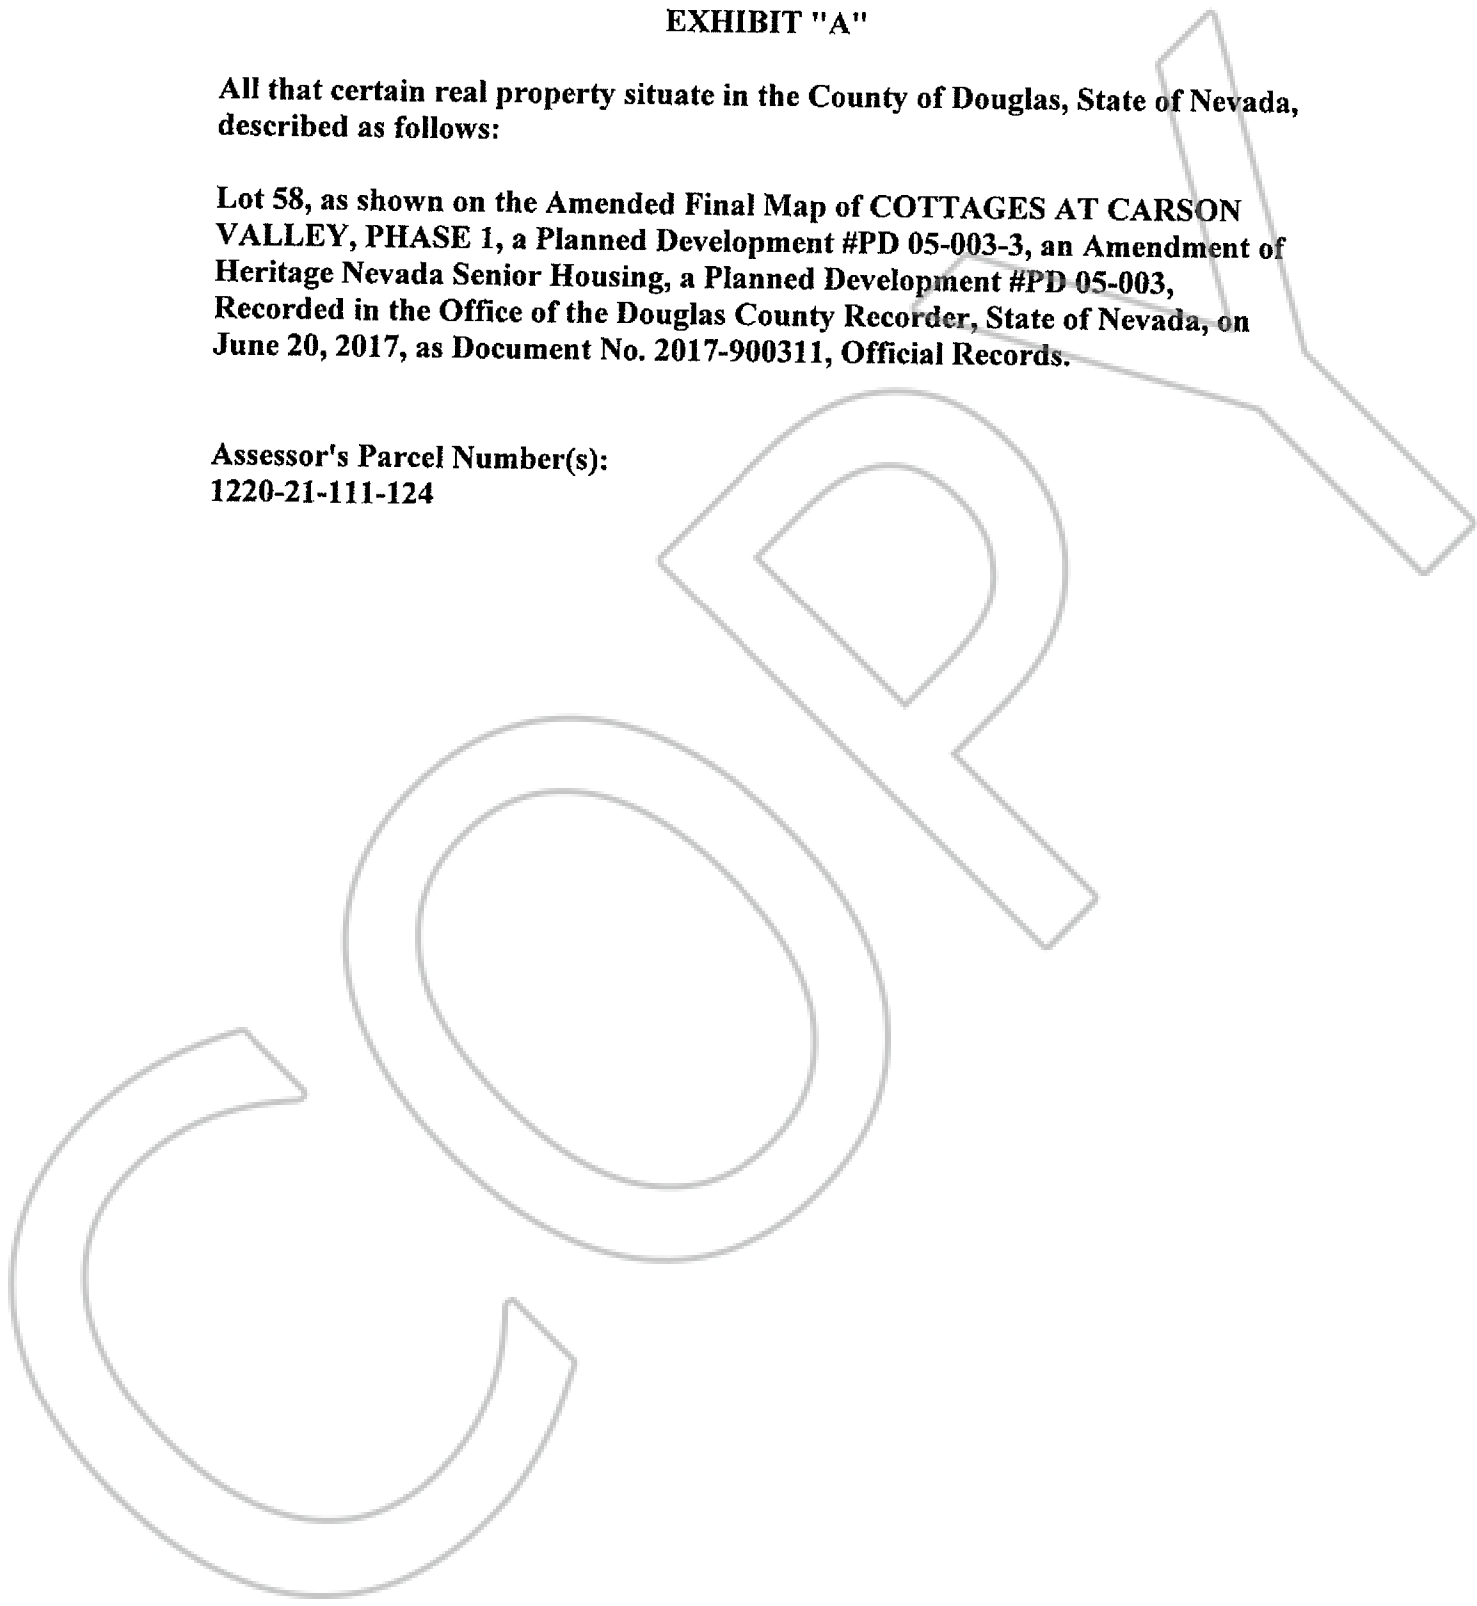 EXHIBIT "A"
All that certain real property situate in the County of Douglas, State of Nevada,
described as follows:
Lot 58, as shown on the Amended Final Map of COTTAGES AT CARSON
VALLEY, PHASE 1, a Planned Development #PD 05-003-3, an Amendment of
Heritage Nevada Senior Housing, a Planned Development #PD 05-003,
Recorded in the Office of the Douglas County Recorder, State of Nevada, on
June 20, 2017, as Document No. 2017-900311, Official Records.
Assessor's Parcel Number(s):
1220-21-111-124
COPY